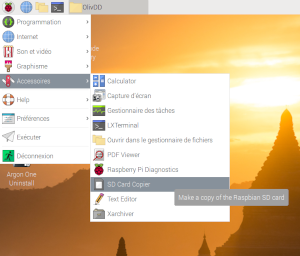 OlivDD
Programmation
Internet
Son et vidéo
Graphisme
Accessoires
Help
Préférences
Exécuter
Déconnexion
Calculator
Capture d'écran
Gestionnaire des tâches
LXTerminal
Ouvrir dans le gestionnaire de fichiers
PDF Viewer
Raspberry Pi Diagnostics
SD Card Copier
Text Editor
Xarchiver
Make a copy of the Raspbian SD card
Argon One
Uninstall